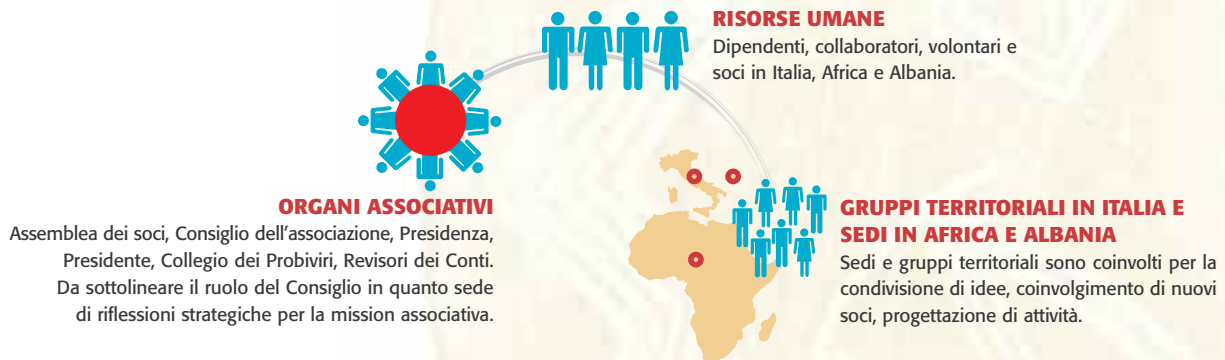 RISORSE UMANE
Dipendenti, collaboratori, volontari e
soci in Italia, Africa e Albania.
ORGANI ASSOCIATIVI
Assemblea dei soci, Consiglio dell'associazione, Presidenza,
Presidente, Collegio dei Probiviri, Revisori dei Conti.
Da sottolineare il ruolo del Consiglio in quanto sede
di riflessioni strategiche per la mission associativa.
GRUPPI TERRITORIALI IN ITALIA E
SEDI IN AFRICA E ALBANIA
Sedi e gruppi territoriali sono coinvolti per la
condivisione di idee, coinvolgimento di nuovi
soci, progettazione di attività.